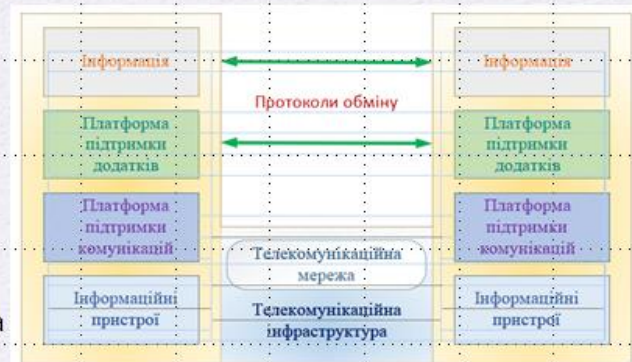 Інформація
Інформація
Протоколи обміну
Платформа
підтримки
додатків
Платформа
підтримки
додатків
Платформа
підтримки
комунікацій
Платформа
підтримки
комунікацій
Телекомунікаційна
мережа
Інформаційні
пристрої
Телекомунікаційна
інфраструктура
Інформаційні
пристрої
а